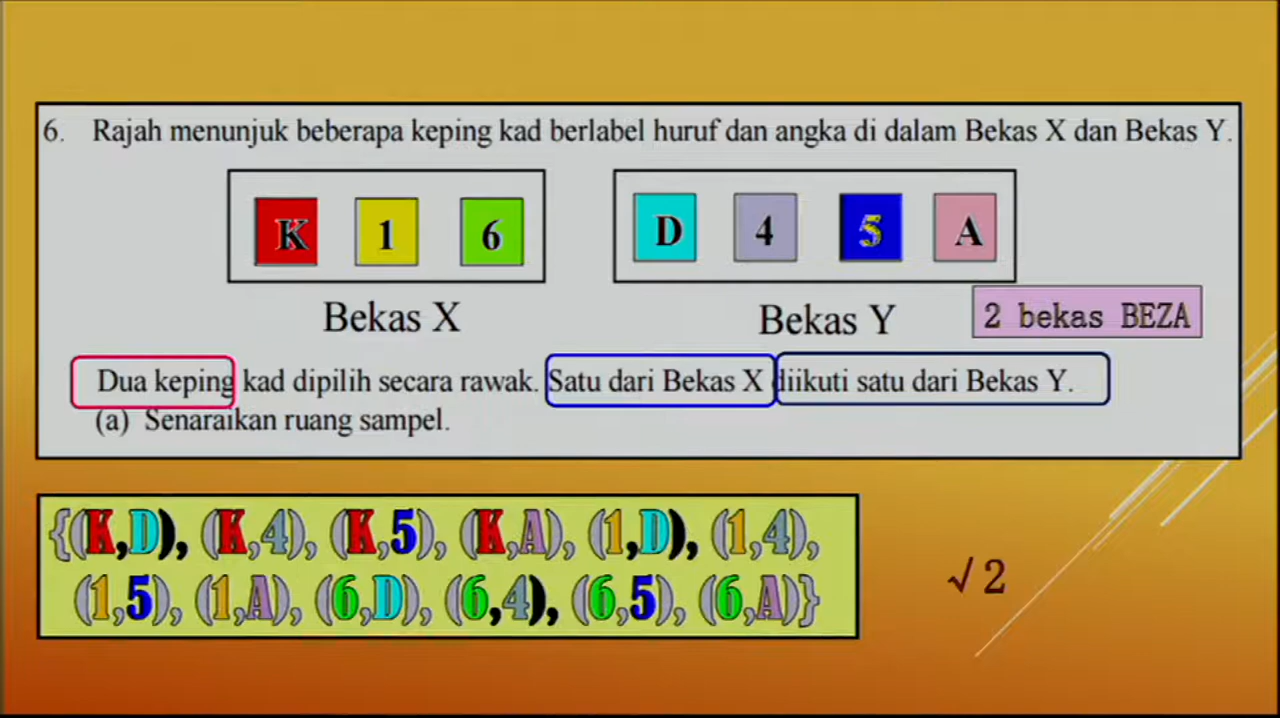 6. Rajah menunjuk beberapa keping kad berlabel huruf dan angka di dalam Bekas X dan Bekas Y.
K 1 6 D 4 5 A
Bekas X Bekas Y
2 bekas BEZA
Dua keping kad dipilih secara rawak. Satu dari Bekas X diikuti satu dari Bekas Y.
(a) Senaraikan ruang sampel.
{(K,D), (K,4), (K,5), (K,A), (1,D), (1,4),
(1,5), (1,A), (6,D), (6,4), (6,5), (6,A)}
√2